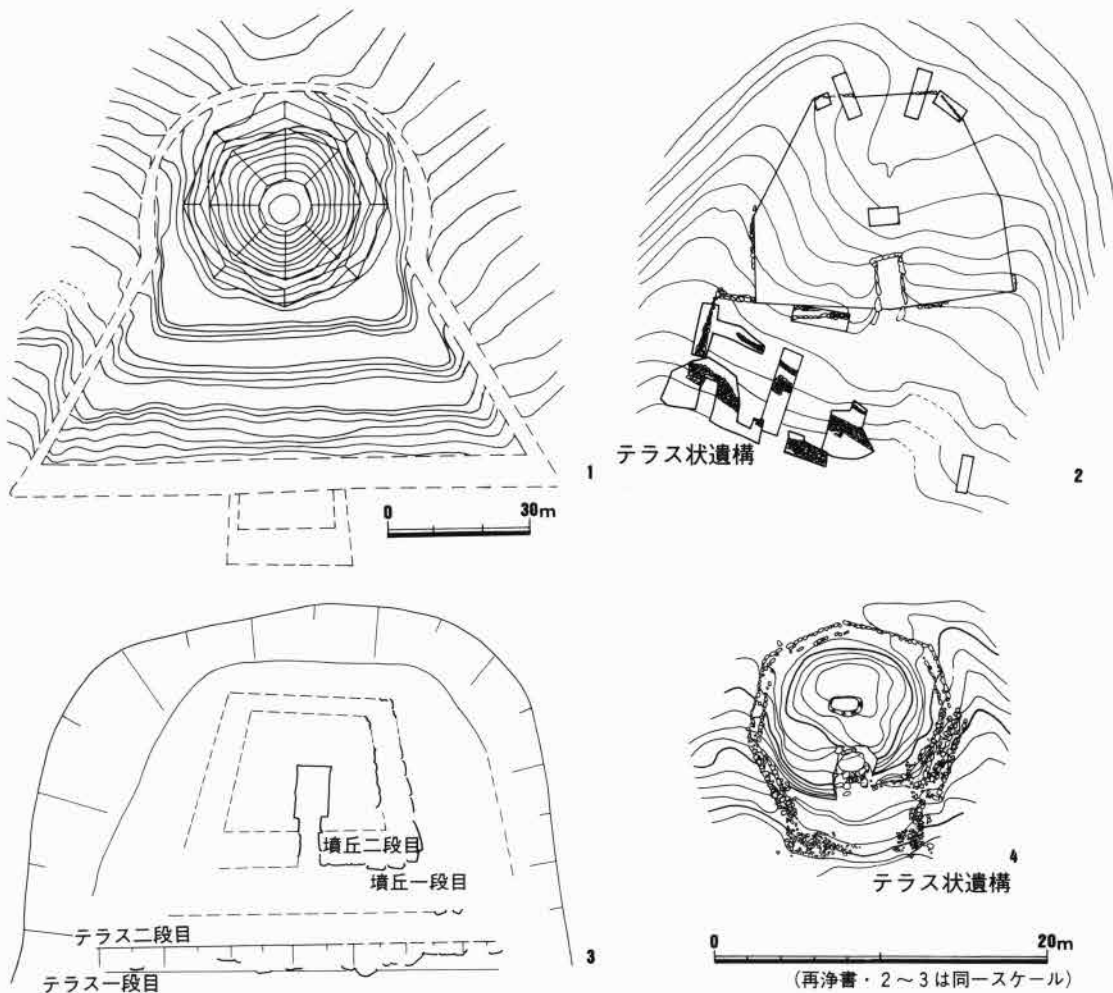 1
0 30m
テラス状遺構
2
墳丘二段目
墳丘一段目
テラス二段目
テラス一段目
3
4
テラス状遺構
0 20m
(再浄書・2～3は同一スケール)